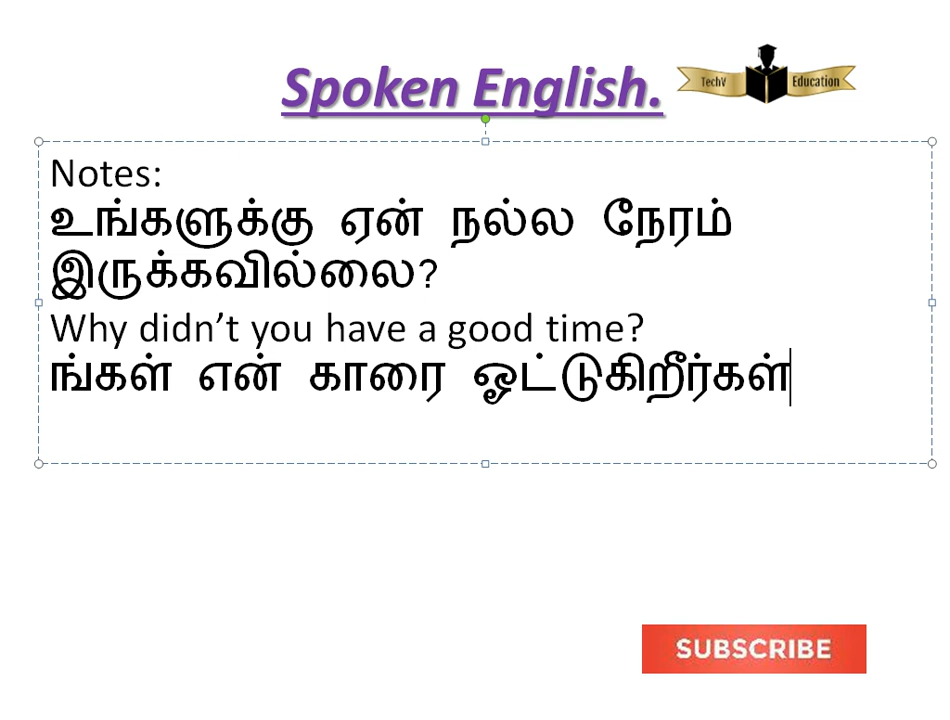 Spoken English.
TechV Education
Notes:
உங்களுக்கு ஏன் நல்ல நேரம்
இருக்கவில்லை?
Why didn't you have a good time?
ங்கள் என் காரை ஓட்டுகிறீர்கள்
SUBSCRIBE